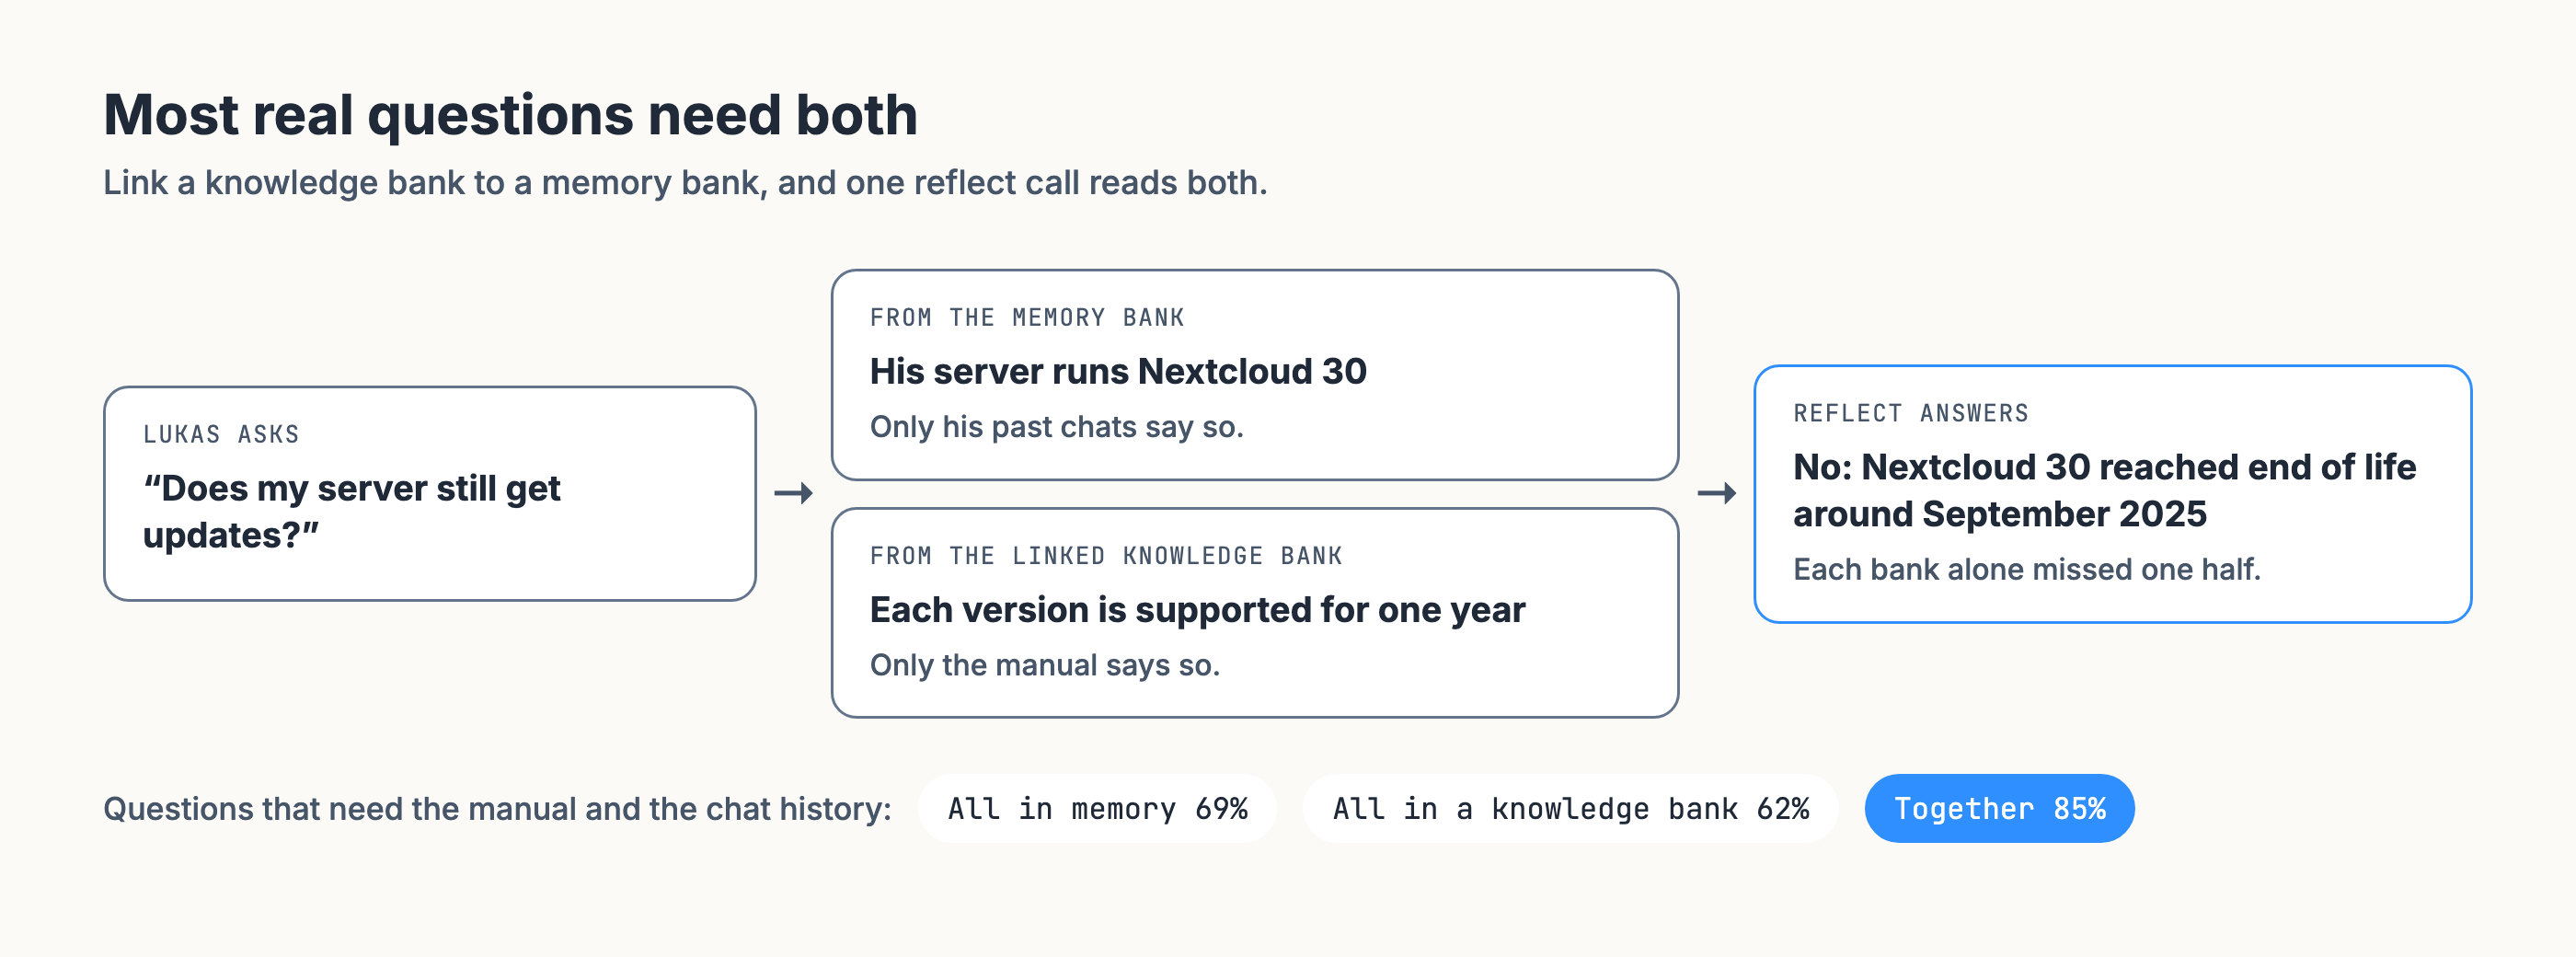 Most real questions need both
Link a knowledge bank to a memory bank, and one reflect call reads both.
LUKAS ASKS
“Does my server still get
updates?”
FROM THE MEMORY BANK
His server runs Nextcloud 30
Only his past chats say so.
FROM THE LINKED KNOWLEDGE BANK
Each version is supported for one year
Only the manual says so.
REFLECT ANSWERS
No: Nextcloud 30 reached end of life
around September 2025
Each bank alone missed one half.
Questions that need the manual and the chat history: All in memory 69% All in a knowledge bank 62% Together 85%